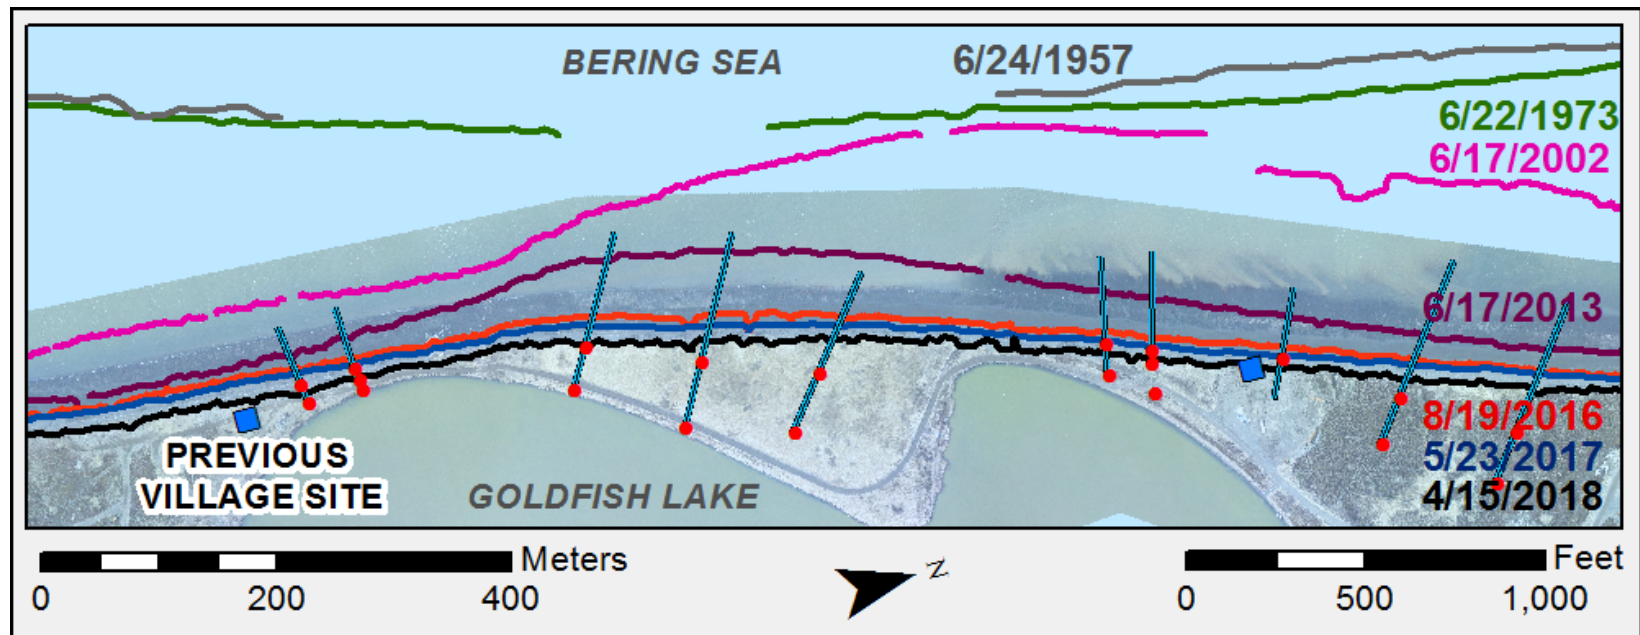 BERING SEA
6/24/1957
6/22/1973
6/17/2002
6/17/2013
8/19/2016
5/23/2017
4/15/2018
PREVIOUS
VILLAGE SITE
GOLDFISH LAKE
Meters
0 200 400
N
Feet
0 500 1,000